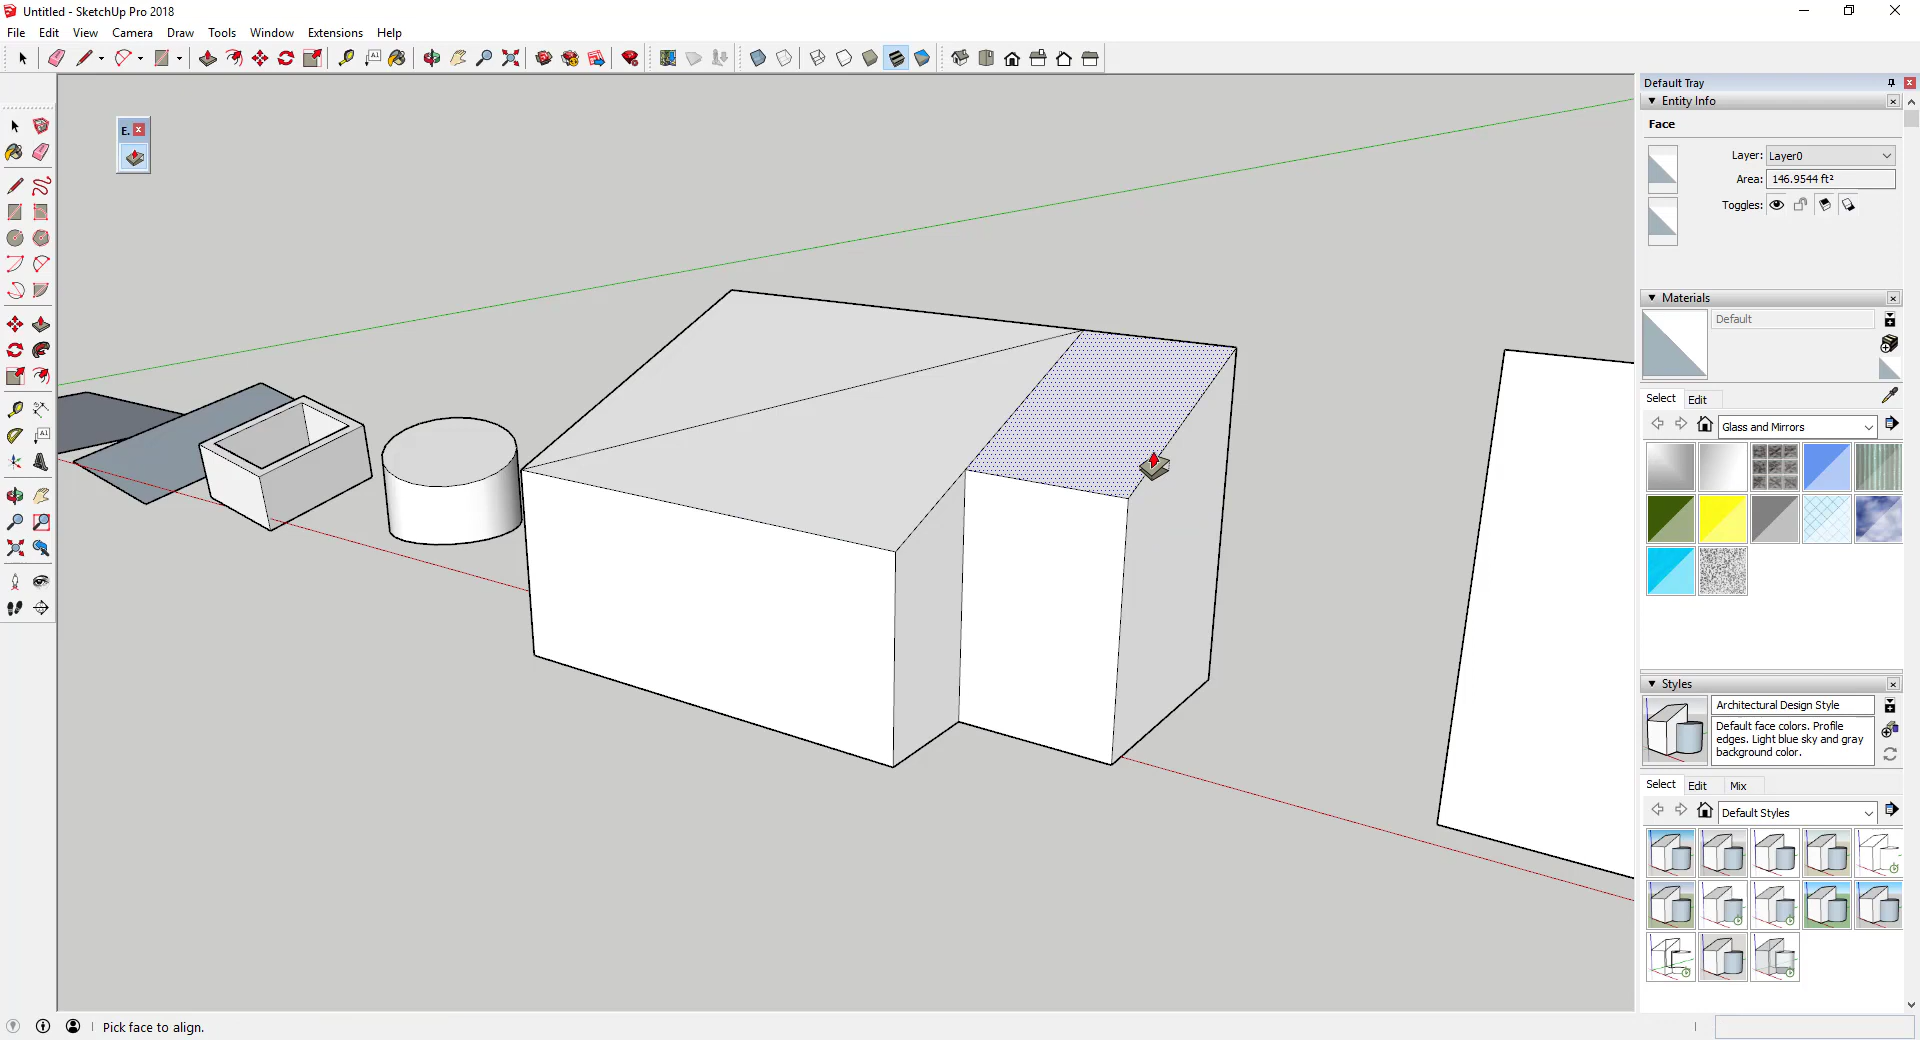 Untitled - SketchUp Pro 2018
File Edit View Camera Draw Tools Window Extensions Help
E.
Default Tray
Entity Info
Face
Layer: Layer0
Area: 146.9544 ft²
Toggles:
Materials
Default
Select Edit
Glass and Mirrors
Styles
Architectural Design Style
Default face colors. Profile
edges. Light blue sky and gray
background color.
Select Edit Mix
Default Styles
Pick face to align.